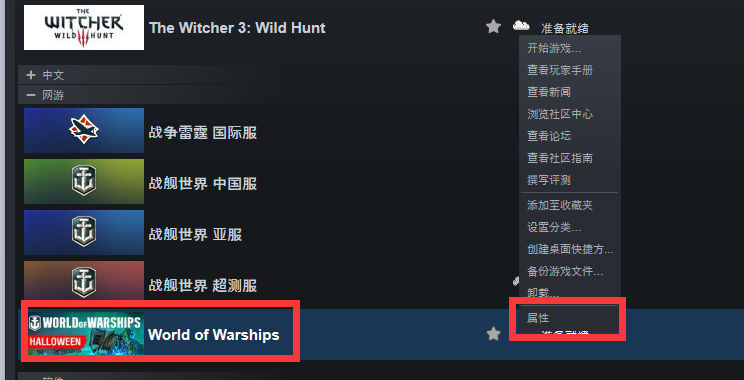 THE
WITCHER
WILD HUNT
The Witcher 3: Wild Hunt
准备就绪
开始游戏...
查看玩家手册
查看新闻
浏览社区中心
查看论坛
查看社区指南
撰写评测
添加至收藏夹
设置分类...
创建桌面快捷方...
备份游戏文件...
卸载...
属性
中文
网游
战争雷霆 国际服
战舰世界 中国服
战舰世界 亚服
战舰世界 超测服
WORLD OF WARSHIPS
HALLOWEEN
World of Warships
准备就绪